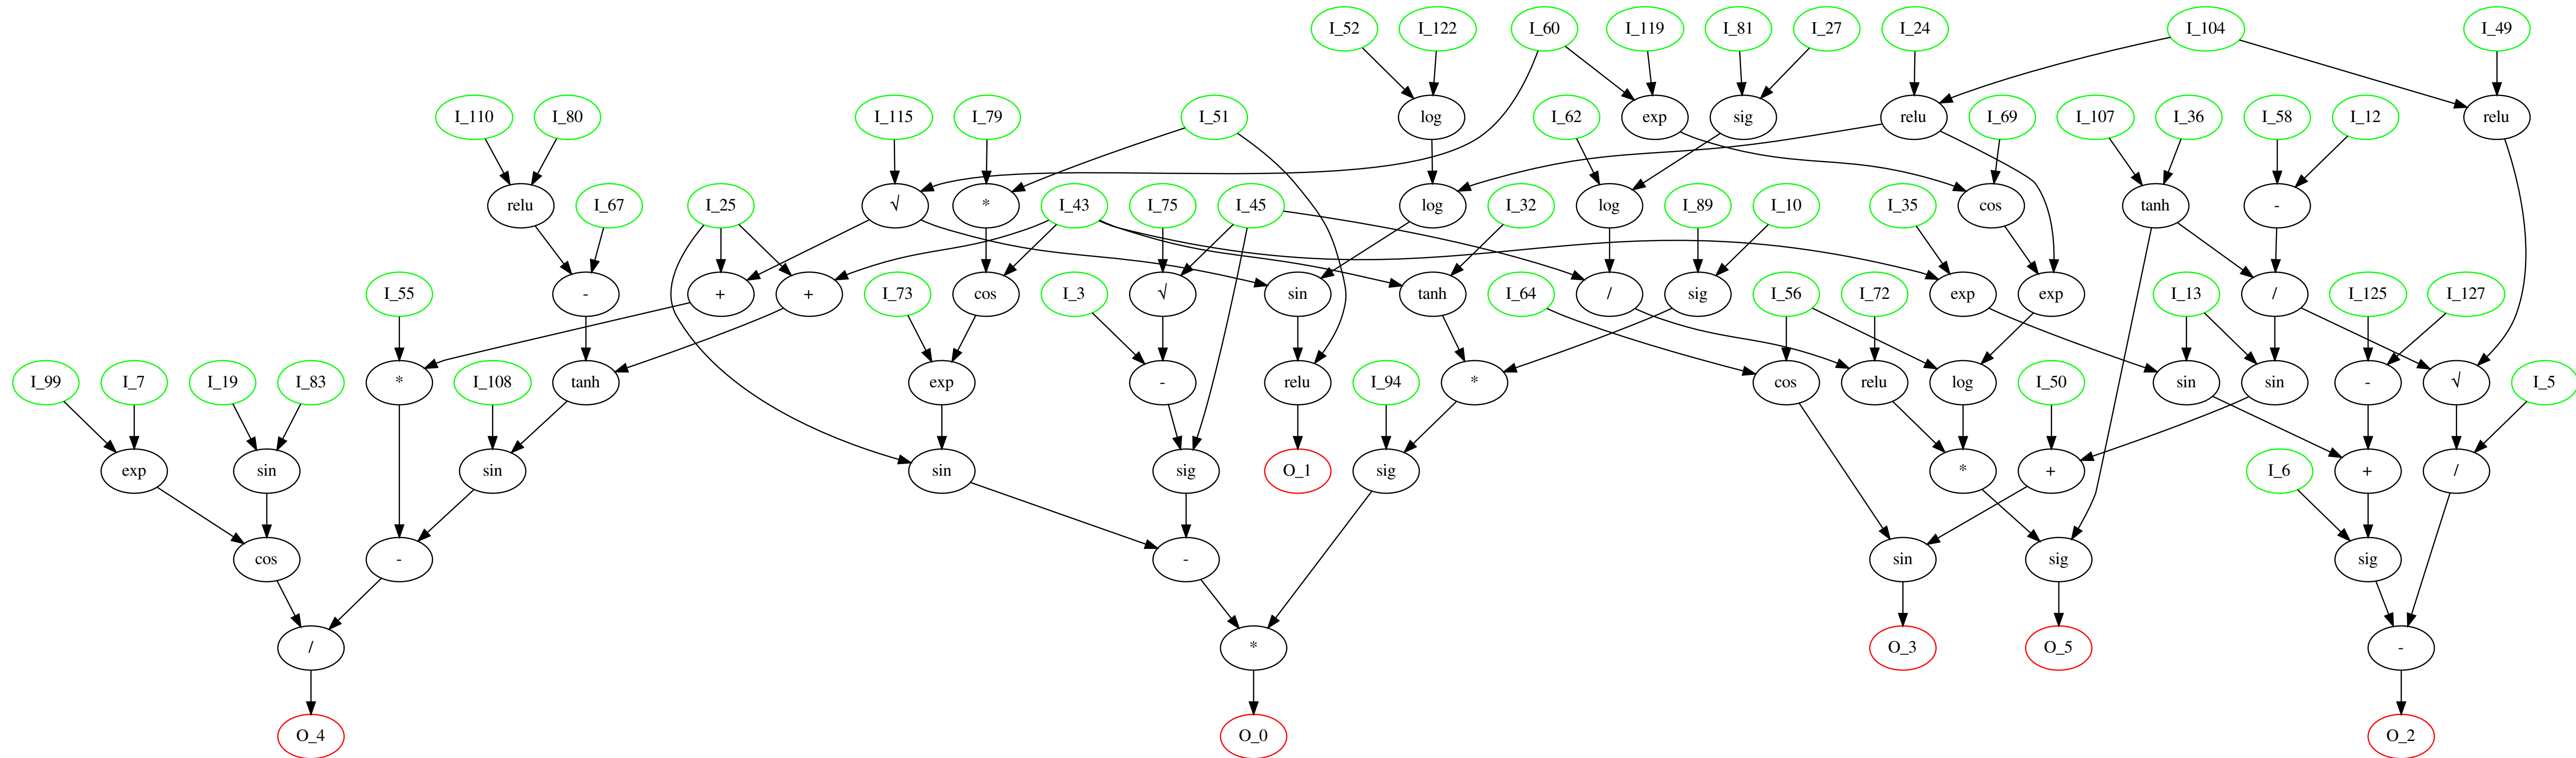 I_52 I_122 I_60 I_119 I_81 I_27 I_24 I_104 I_49
I_110 I_80 I_115 I_79 I_51 log I_62 exp sig relu I_69 I_107 I_36 I_58 I_12 relu
relu I_67 I_25 √ * I_43 I_75 I_45 log I_32 log I_89 I_10 I_35 cos tanh -
I_55 - + + I_73 cos I_3 √ sin tanh I_64 / sig I_56 I_72 exp exp I_13 / I_125 I_127
I_99 I_7 I_19 I_83 * I_108 tanh exp - relu I_94 * cos relu log I_50 sin sin - √ I_5
exp sin sin sin sig O_1 sig * + I_6 + /
cos - - sin sig sig
/ * O_3 O_5 -
O_4 O_0 O_2